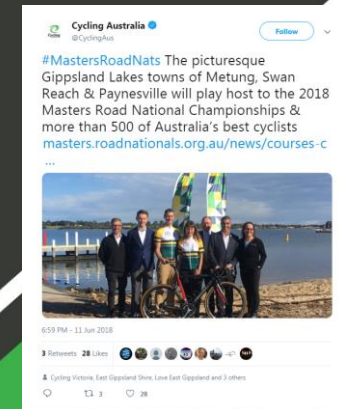 Cycling Australia
@CyclingAus
Follow
#MastersRoadNats The picturesque
Gippsland Lakes towns of Metung, Swan
Reach & Paynesville will play host to the 2018
Masters Road National Championships &
more than 500 of Australia's best cyclists
masters.roadnationals.org.au/news/courses-c
...
6:59 PM - 11 Jun 2018
3 Retweets 28 Likes
Cycling Victoria, East Gippsland Shire, Love East Gippsland and 3 others
3 28